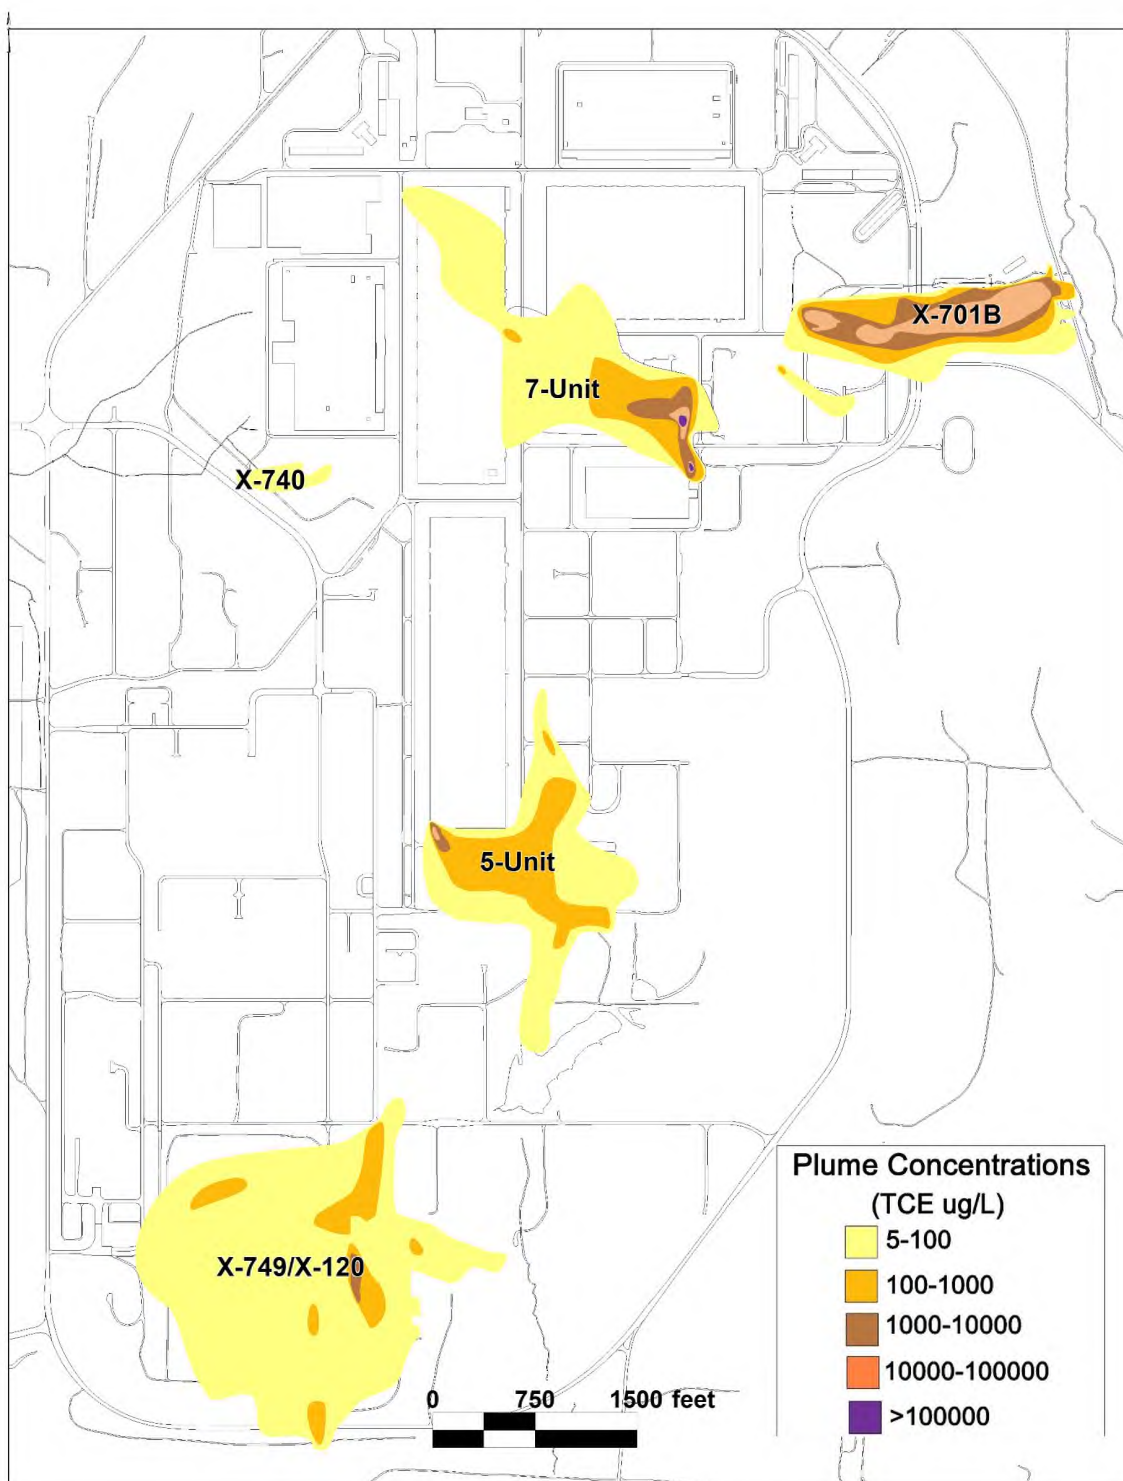 X-701B
7-Unit
X-740
5-Unit
X-749/X-120
0 750 1500 feet
Plume Concentrations
(TCE ug/L)
5-100
100-1000
1000-10000
10000-100000
>100000